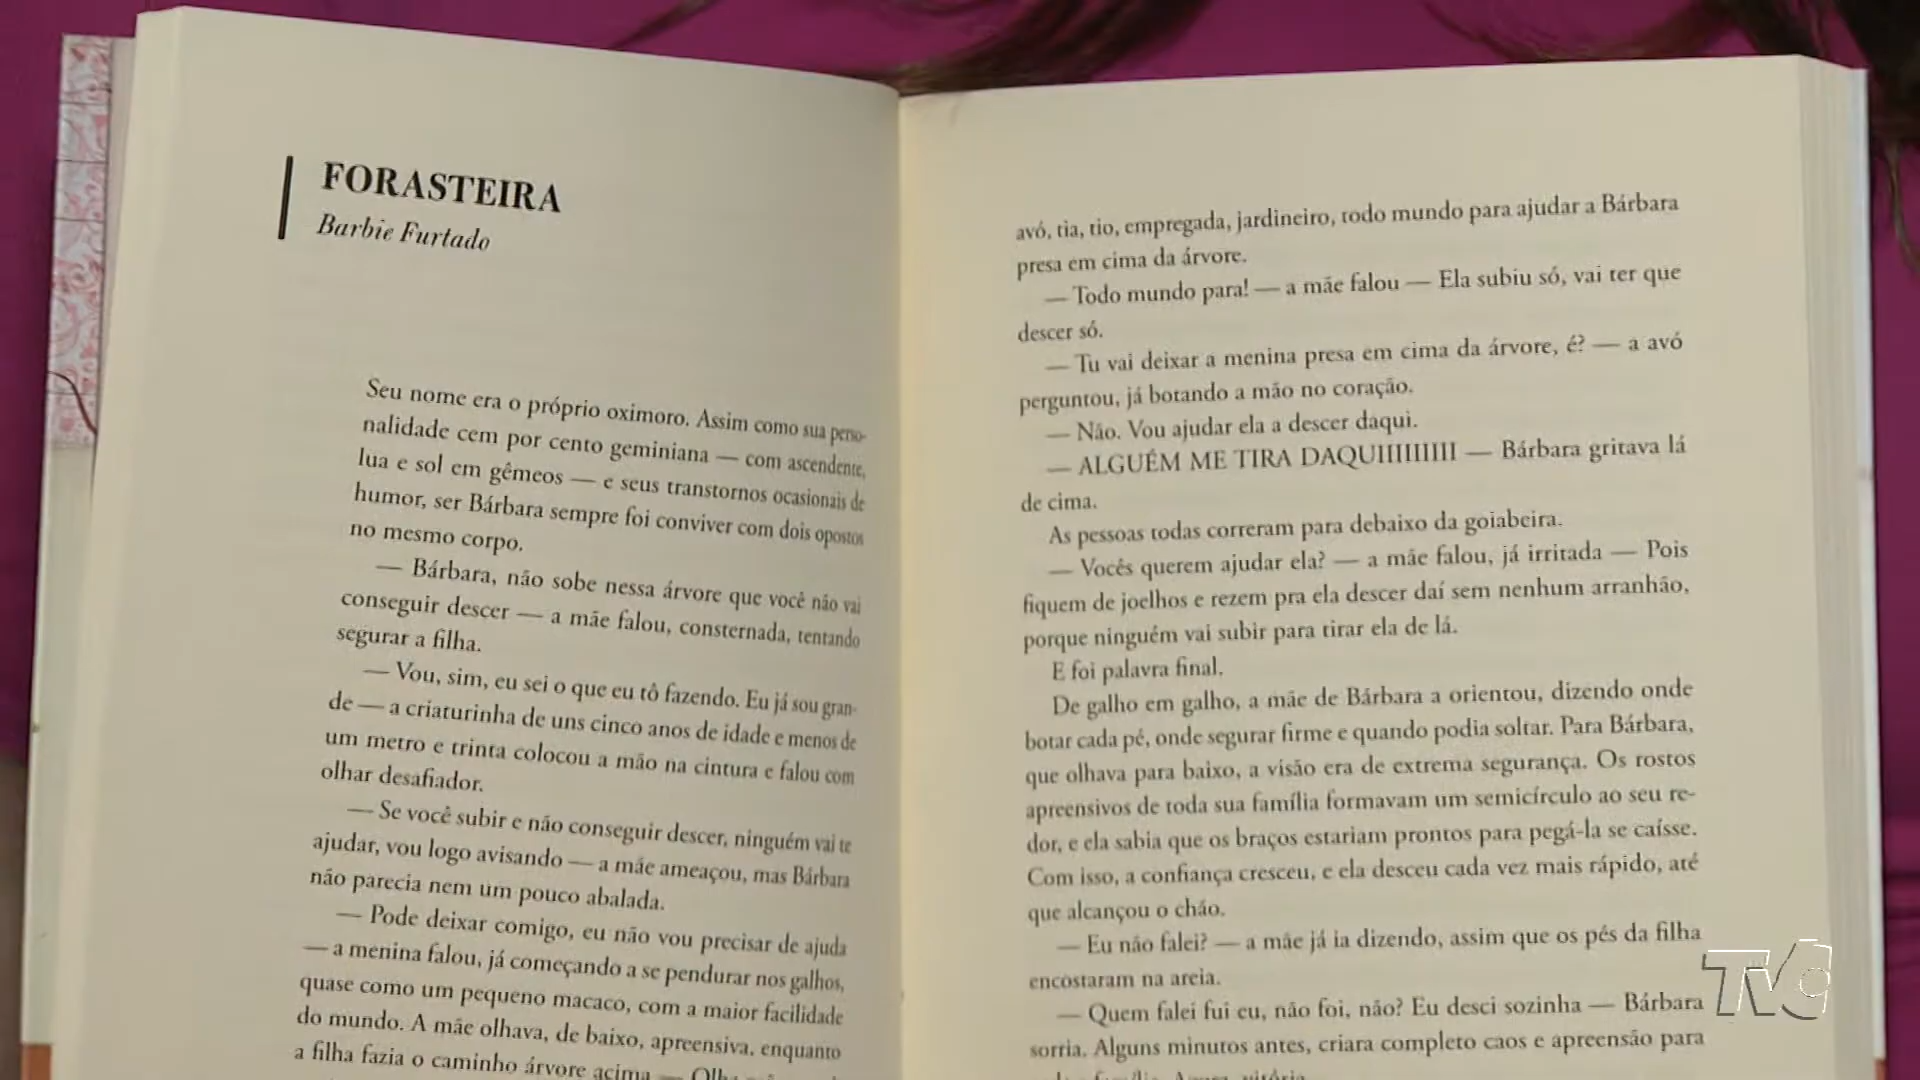 FORASTEIRA
Barbie Furtado
Seu nome era o próprio oximoro. Assim como sua perso-
nalidade cem por cento geminiana — com ascendente,
lua e sol em gêmeos — e seus transtornos ocasionais de
humor, ser Bárbara sempre foi conviver com dois opostos
no mesmo corpo.
— Bárbara, não sobe nessa árvore que você não vai
conseguir descer — a mãe falou, consternada, tentando
segurar a filha.
— Vou, sim, eu sei o que eu tô fazendo. Eu já sou gran-
de — a criaturinha de uns cinco anos de idade e menos de
um metro e trinta colocou a mão na cintura e falou com
olhar desafiador.
— Se você subir e não conseguir descer, ninguém vai te
ajudar, vou logo avisando — a mãe ameaçou, mas Bárbara
não parecia nem um pouco abalada.
— Pode deixar comigo, eu não vou precisar de ajuda
— a menina falou, já começando a se pendurar nos galhos,
quase como um pequeno macaco, com a maior facilidade
do mundo. A mãe olhava, de baixo, apreensiva, enquanto
a filha fazia o caminho árvore acima —
avó, tia, tio, empregada, jardineiro, todo mundo para ajudar a Bárbara
presa em cima da árvore.
— Todo mundo para! — a mãe falou — Ela subiu só, vai ter que
descer só.
— Tu vai deixar a menina presa em cima da árvore, é? — a avó
perguntou, já botando a mão no coração.
— Não. Vou ajudar ela a descer daqui.
— ALGUÉM ME TIRA DAQUIIIIIIIII — Bárbara gritava lá
de cima.
As pessoas todas correram para debaixo da goiabeira.
— Vocês querem ajudar ela? — a mãe falou, já irritada — Pois
fiquem de joelhos e rezem pra ela descer daí sem nenhum arranhão,
porque ninguém vai subir para tirar ela de lá.
E foi palavra final.
De galho em galho, a mãe de Bárbara a orientou, dizendo onde
botar cada pé, onde segurar firme e quando podia soltar. Para Bárbara,
que olhava para baixo, a visão era de extrema segurança. Os rostos
apreensivos de toda sua família formavam um semicírculo ao seu re-
dor, e ela sabia que os braços estariam prontos para pegá-la se caísse.
Com isso, a confiança cresceu, e ela desceu cada vez mais rápido, até
que alcançou o chão.
— Eu não falei? — a mãe já ia dizendo, assim que os pés da filha
encostaram na areia.
— Quem falei fui eu, não foi, não? Eu desci sozinha — Bárbara
sorria. Alguns minutos antes, criara completo caos e apreensão para
TVC